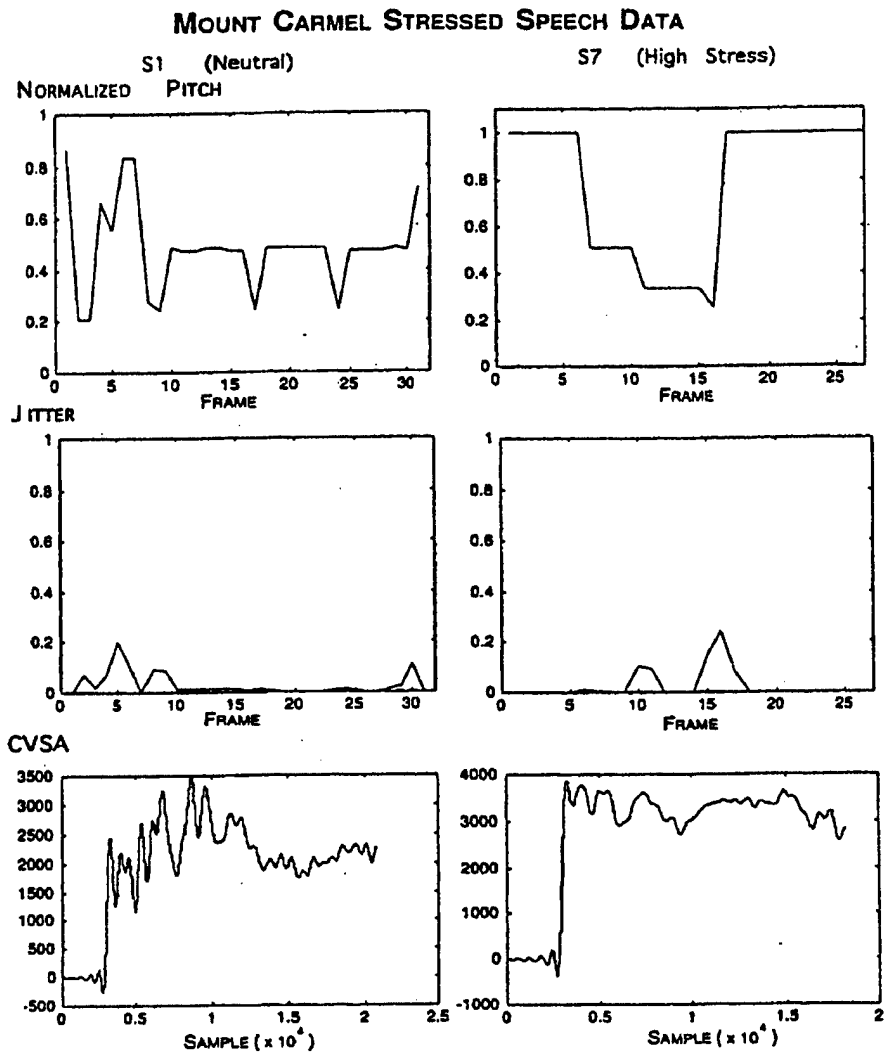 MOUNT CARMEL STRESSED SPEECH DATA
S1 (Neutral)
S7 (High Stress)
NORMALIZED PITCH
1
0.8
0.6
0.4
0.2
0
0 5 10 15 20 25 30
FRAME
1
0.8
0.6
0.4
0.2
0
0 5 10 15 20 25
FRAME
JITTER
1
0.8
0.6
0.4
0.2
0
0 5 10 15 20 25 30
FRAME
1
0.8
0.6
0.4
0.2
0
0 5 10 15 20 25
FRAME
CVSA
3500
3000
2500
2000
1500
1000
500
0
-500
0 0.5 1 1.5 2 2.5
SAMPLE (x 10⁴)
4000
3000
2000
1000
0
-1000
0 0.5 1 1.5 2
SAMPLE (x 10⁴)